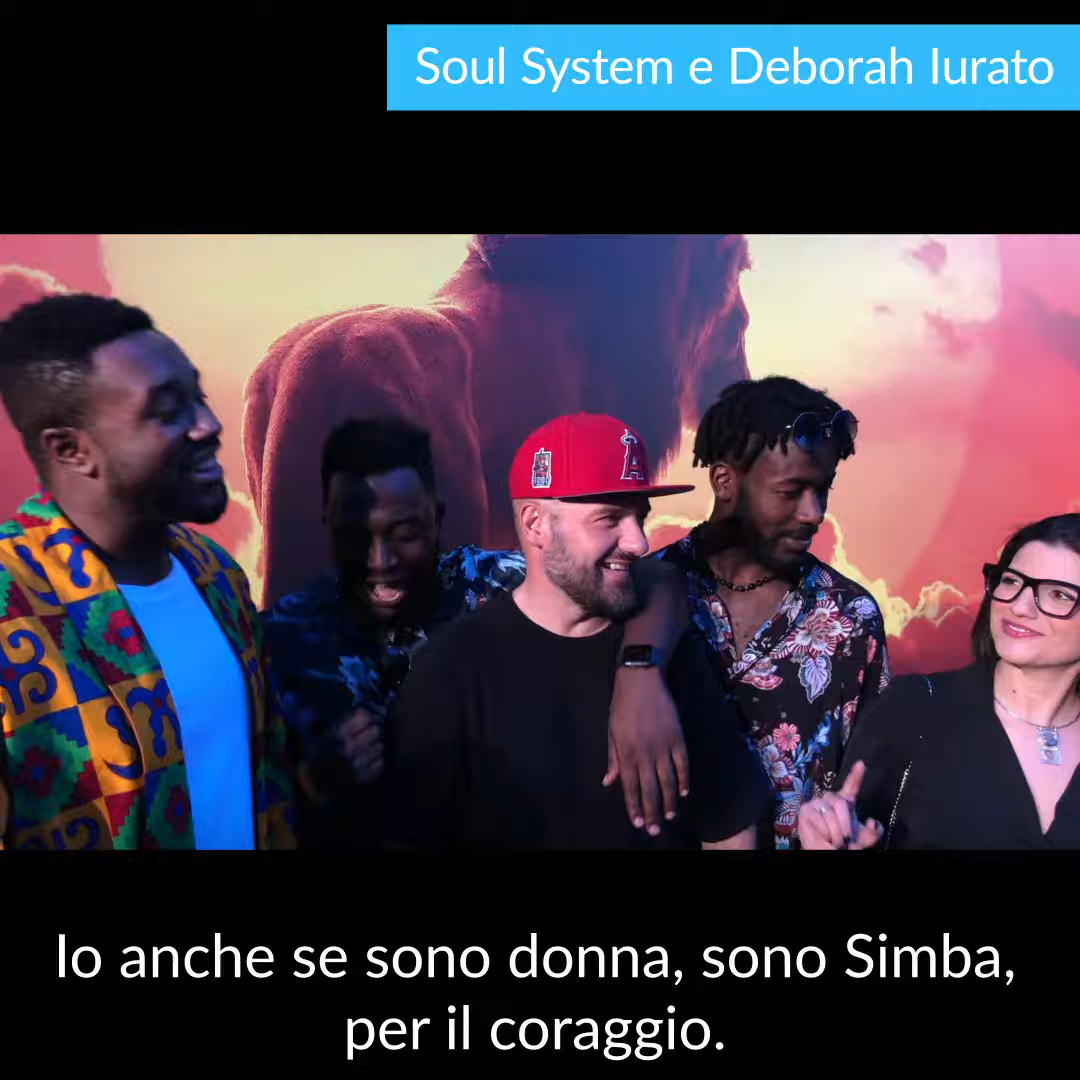 Soul System e Deborah Iurato
A
Io anche se sono donna, sono Simba,
per il coraggio.